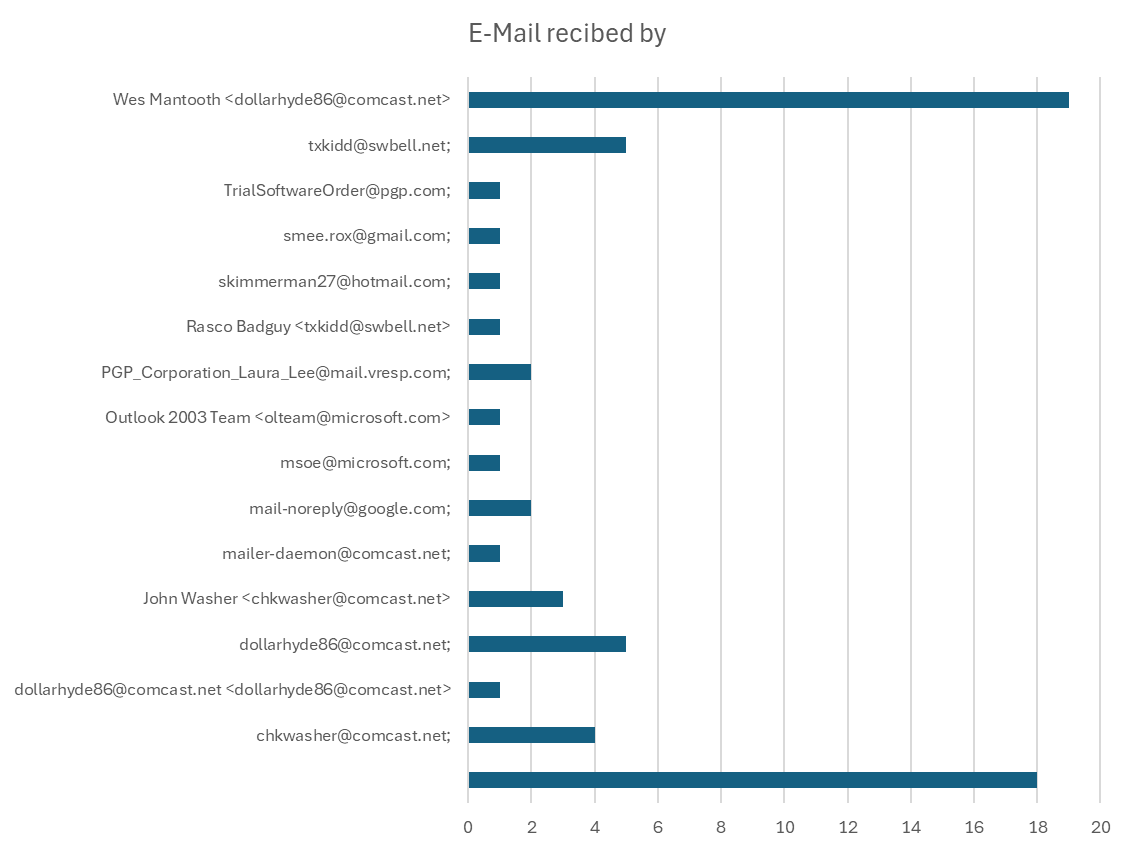 E-Mail recibed by
Wes Mantooth <dollarhyde86@comcast.net>
txkidd@swbell.net;
TrialSoftwareOrder@pgp.com;
smee.rox@gmail.com;
skimmerman27@hotmail.com;
Rasco Badguy <txkidd@swbell.net>
PGP_Corporation_Laura_Lee@mail.vresp.com;
Outlook 2003 Team <olteam@microsoft.com>
msoe@microsoft.com;
mail-noreply@google.com;
mailer-daemon@comcast.net;
John Washer <chkwasher@comcast.net>
dollarhyde86@comcast.net;
dollarhyde86@comcast.net <dollarhyde86@comcast.net>
chkwasher@comcast.net;
0 2 4 6 8 10 12 14 16 18 20